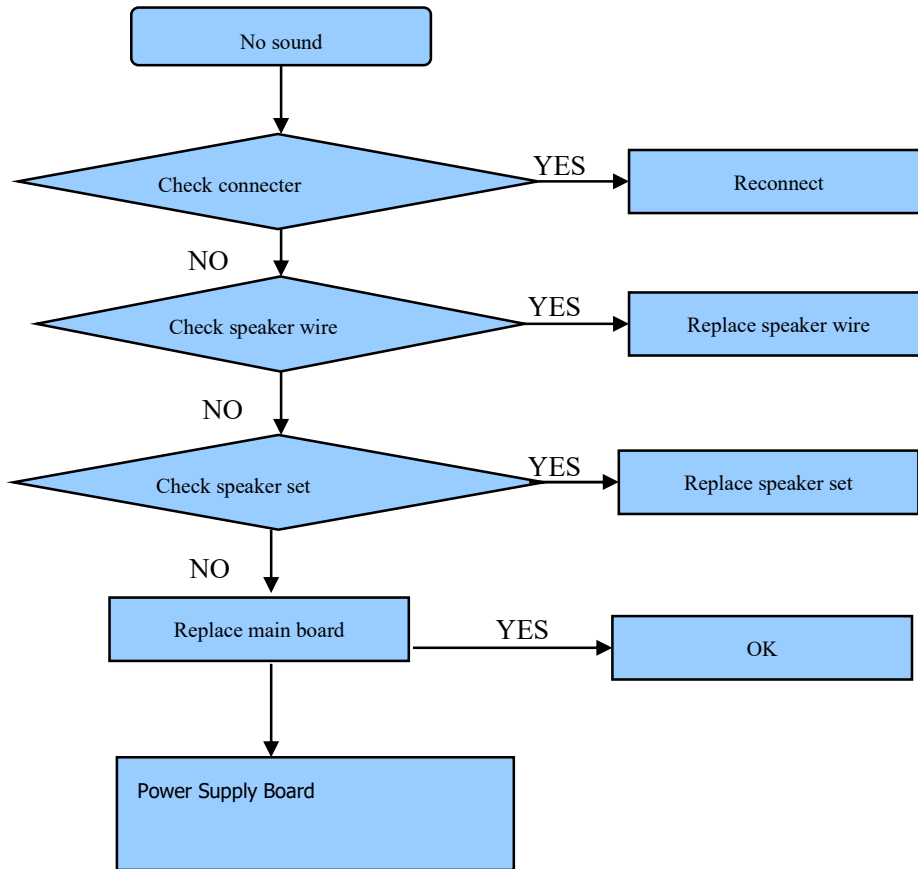 No sound
Check connecter
YES
Reconnect
NO
Check speaker wire
YES
Replace speaker wire
NO
Check speaker set
YES
Replace speaker set
NO
Replace main board
YES
OK
Power Supply Board